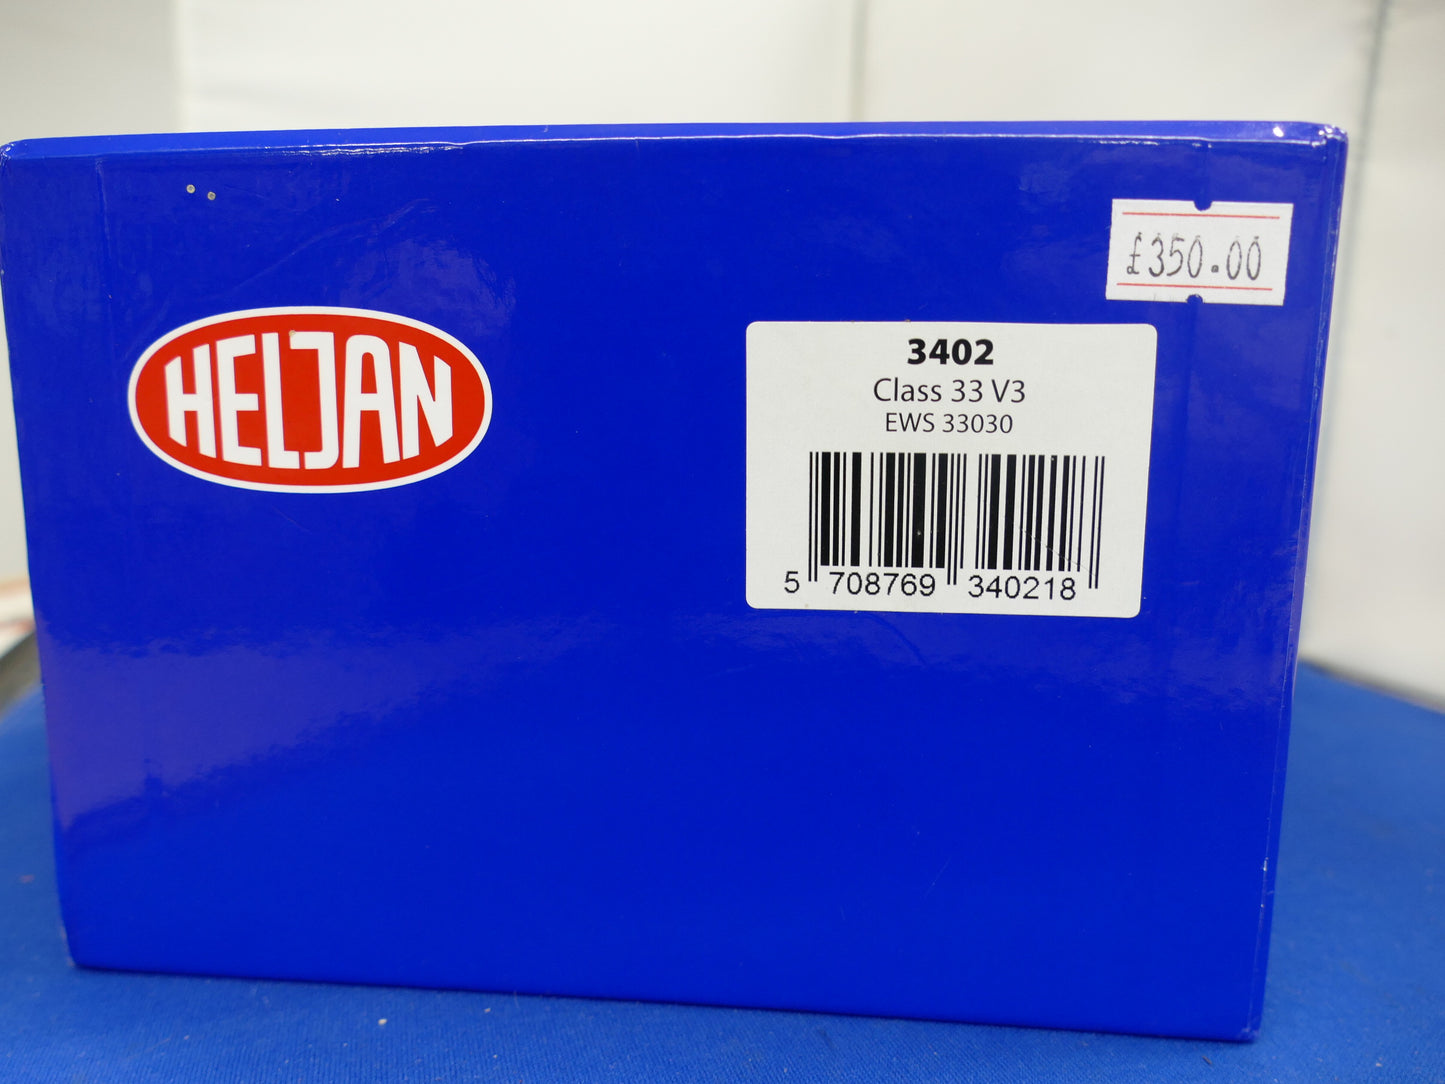 £350.00
HELJAN
3402
Class 33 V3
EWS 33030
5 708769 340218